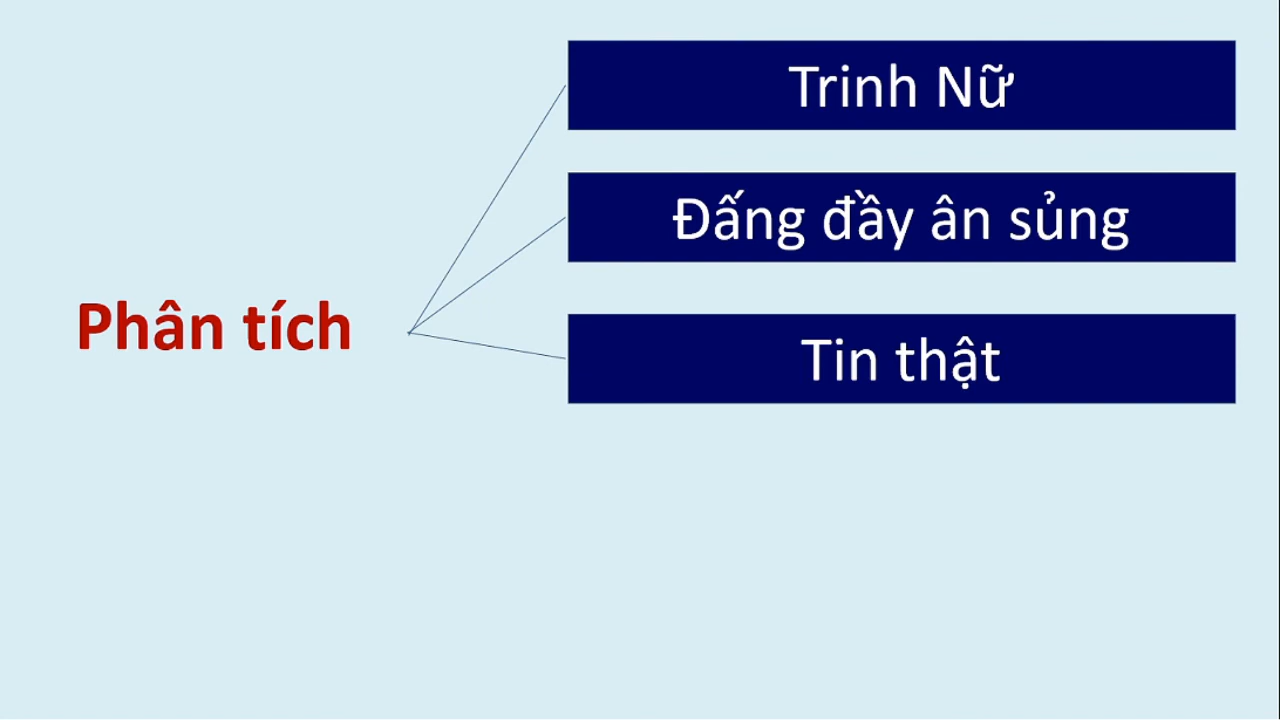 Trinh Nữ
Đấng đầy ân sủng
Phân tích
Tin thật